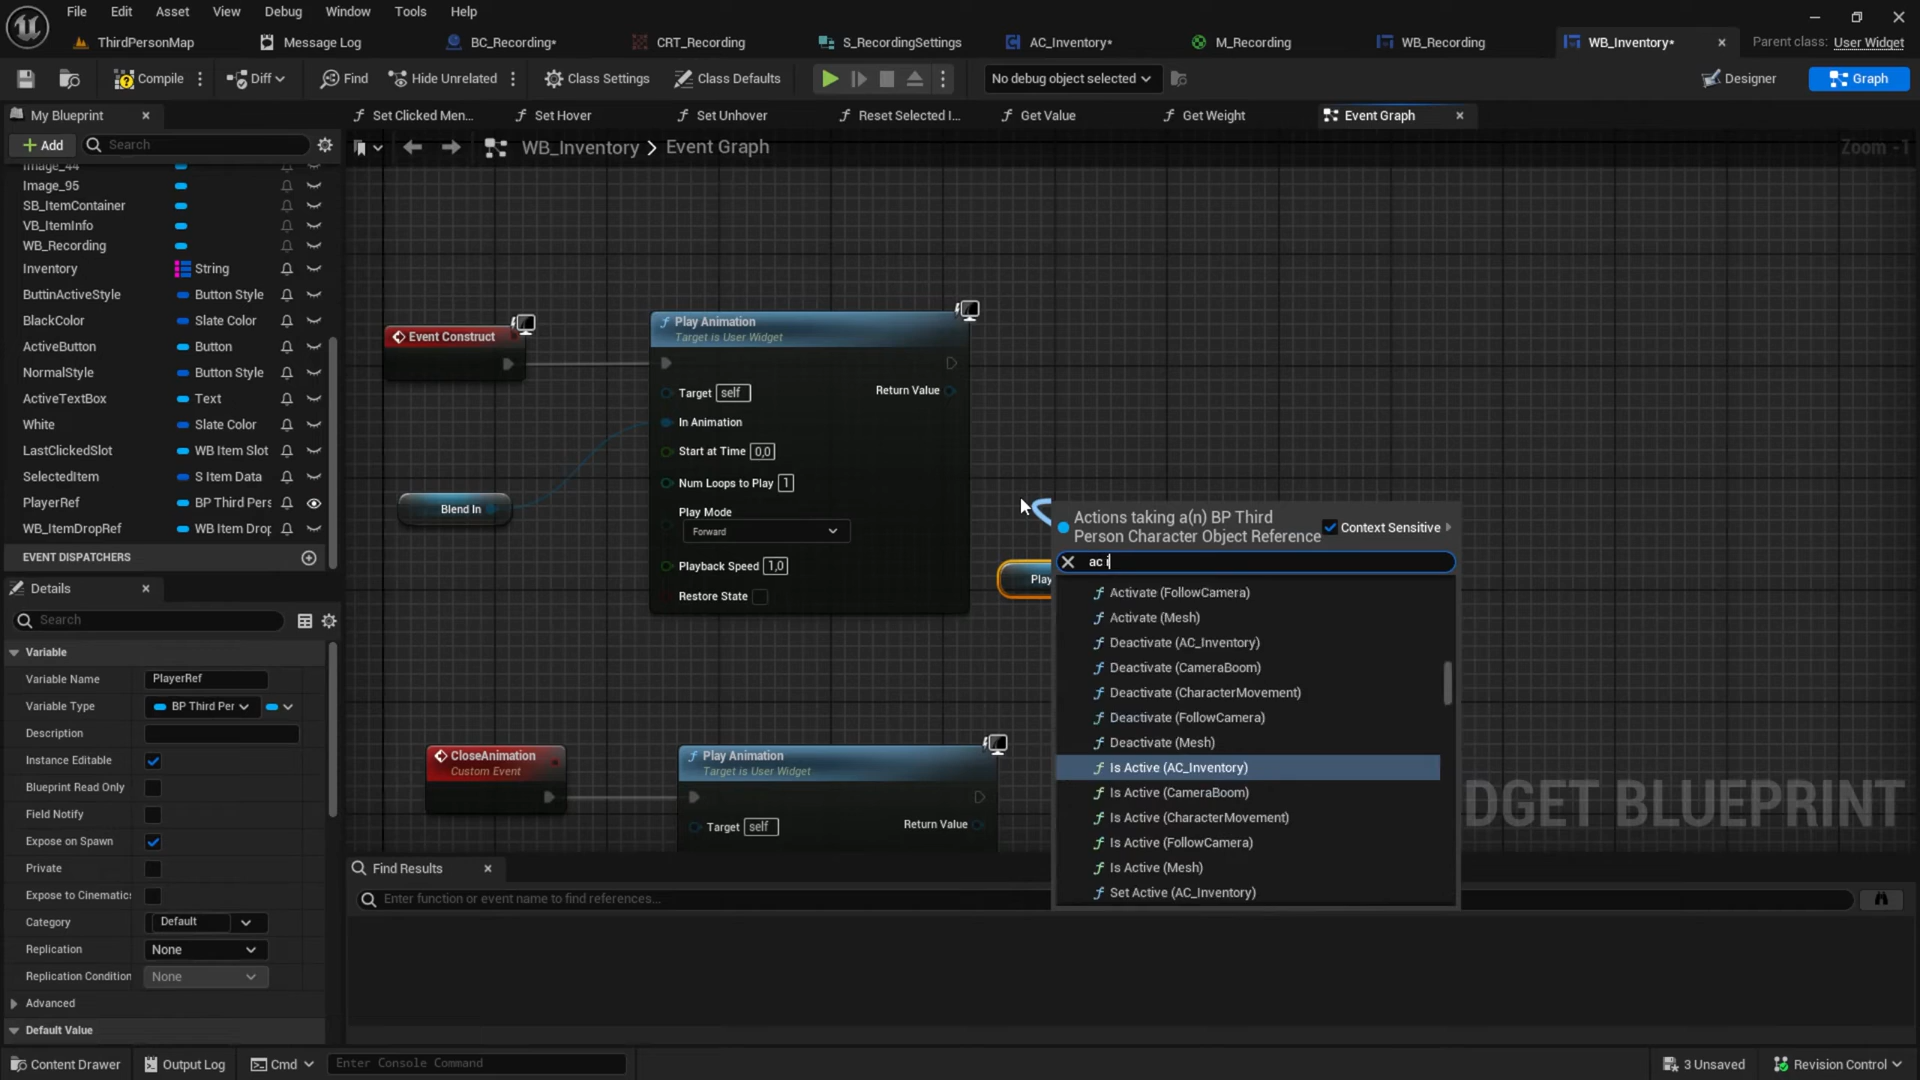 File Edit Asset View Debug Window Tools Help
ThirdPersonMap Message Log BC_Recording* CRT_Recording S_RecordingSettings AC_Inventory* M_Recording WB_Recording WB_Inventory* Parent class: User Widget
Compile Diff Find Hide Unrelated Class Settings Class Defaults No debug object selected Designer Graph
My Blueprint
Set Clicked Men... Set Hover Set Unhover Reset Selected I... Get Value Get Weight Event Graph
Add Search
WB_Inventory > Event Graph
Zoom -1
Image_44
Image_95
SB_ItemContainer
VB_ItemInfo
WB_Recording
Inventory String
ButtinActiveStyle Button Style
BlackColor Slate Color
ActiveButton Button
NormalStyle Button Style
ActiveTextBox Text
White Slate Color
LastClickedSlot WB Item Slot
SelectedItem S Item Data
PlayerRef BP Third Pers
WB_ItemDropRef WB Item Drop
EVENT DISPATCHERS
Details
Search
Variable
Variable Name PlayerRef
Variable Type BP Third Per
Description
Instance Editable
Blueprint Read Only
Field Notify
Expose on Spawn
Private
Expose to Cinematics
Category Default
Replication None
Replication Condition None
Advanced
Default Value
Event Construct
Play Animation
Target is User Widget
Target self
Return Value
In Animation
Start at Time 0,0
Num Loops to Play 1
Play Mode
Forward
Playback Speed 1,0
Restore State
Blend In
Play
CloseAnimation
Custom Event
Play Animation
Target is User Widget
Target self
Return Value
Actions taking a(n) BP Third
Person Character Object Reference
Context Sensitive
ac i
Activate (FollowCamera)
Activate (Mesh)
Deactivate (AC_Inventory)
Deactivate (CameraBoom)
Deactivate (CharacterMovement)
Deactivate (FollowCamera)
Deactivate (Mesh)
Is Active (AC_Inventory)
Is Active (CameraBoom)
Is Active (CharacterMovement)
Is Active (FollowCamera)
Is Active (Mesh)
Set Active (AC_Inventory)
DGET BLUEPRINT
Find Results
Enter function or event name to find references...
Content Drawer Output Log Cmd Enter Console Command 3 Unsaved Revision Control